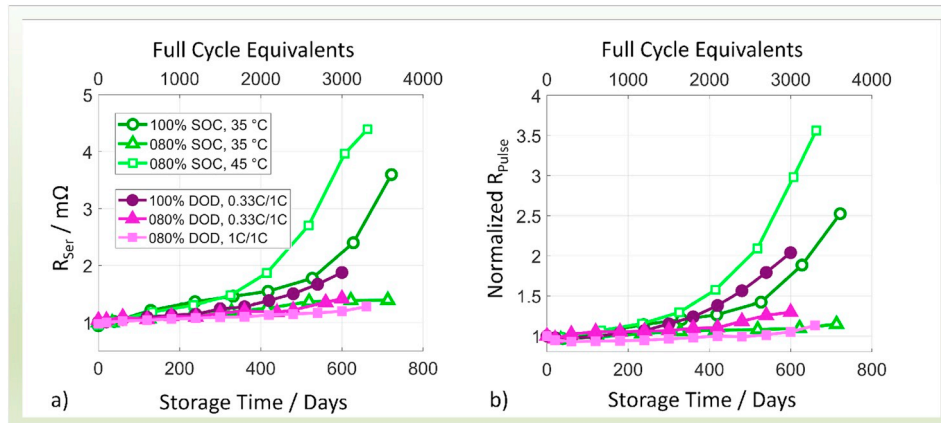 Full Cycle Equivalents
0 1000 2000 3000 4000
5
4
3
2
1
R_Ser / mΩ
100% SOC, 35 °C
080% SOC, 35 °C
080% SOC, 45 °C
100% DOD, 0.33C/1C
080% DOD, 0.33C/1C
080% DOD, 1C/1C
0 200 400 600 800
a) Storage Time / Days
Full Cycle Equivalents
0 1000 2000 3000 4000
4
3.5
3
2.5
2
1.5
1
Normalized R_Pulse
0 200 400 600 800
b) Storage Time / Days